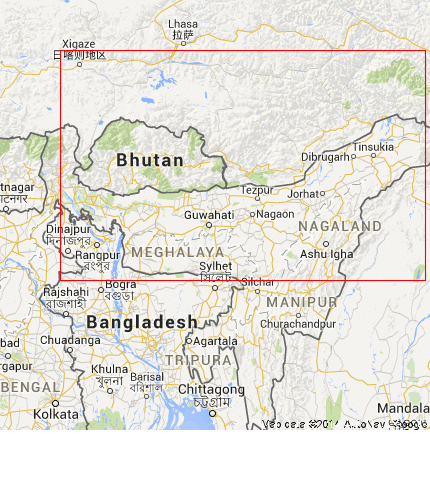 Lhasa
拉萨
Xigaze
日喀则地区
Bhutan
Tinsukia
Dibrugarh
tnagar
Tezpur
Jorhat
Guwahati
Nagaon
NAGALAND
Dinajpur
দিনাজপুর
Rangpur
রংপুর
MEGHALAYA
Ashu Igha
Sylhet
সিলেট
Silchar
Bogra
বগুড়া
Rajshahi
রাজশাহী
MANIPUR
Bangladesh
Churachandpur
Chuadanga
Agartala
bad
TRIPURA
rgapur
Khulna
খুলনা
Barisal
বরিশাল
BENGAL
Chittagong
চট্টগ্রাম
Kolkata
Mandala